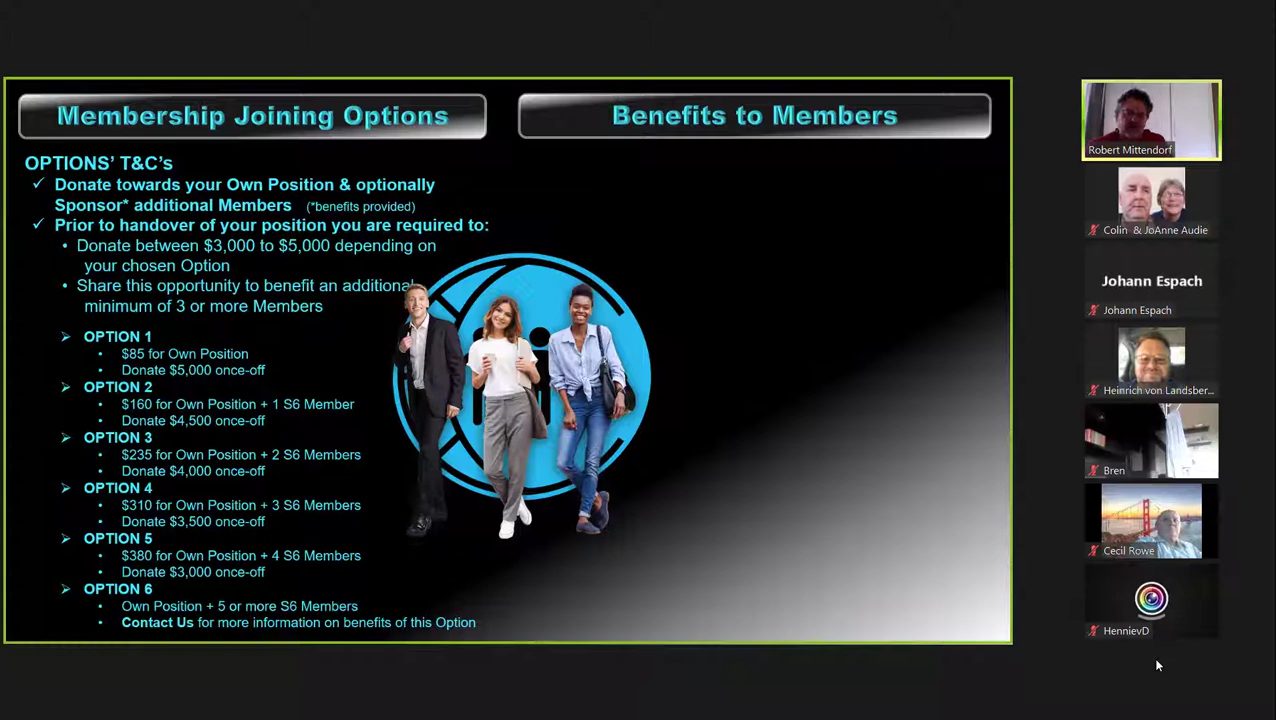 Membership Joining Options
Benefits to Members
OPTIONS’ T&C’s
✓ Donate towards your Own Position & optionally
Sponsor* additional Members (*benefits provided)
✓ Prior to handover of your position you are required to:
• Donate between $3,000 to $5,000 depending on
your chosen Option
• Share this opportunity to benefit an additional
minimum of 3 or more Members
➢ OPTION 1
• $85 for Own Position
• Donate $5,000 once-off
➢ OPTION 2
• $160 for Own Position + 1 S6 Member
• Donate $4,500 once-off
➢ OPTION 3
• $235 for Own Position + 2 S6 Members
• Donate $4,000 once-off
➢ OPTION 4
• $310 for Own Position + 3 S6 Members
• Donate $3,500 once-off
➢ OPTION 5
• $380 for Own Position + 4 S6 Members
• Donate $3,000 once-off
➢ OPTION 6
• Own Position + 5 or more S6 Members
• Contact Us for more information on benefits of this Option
Robert Mittendorf
Colin & JoAnne Audie
Johann Espach
Johann Espach
Heinrich von Landsber...
Bren
Cecil Rowe
HennievD